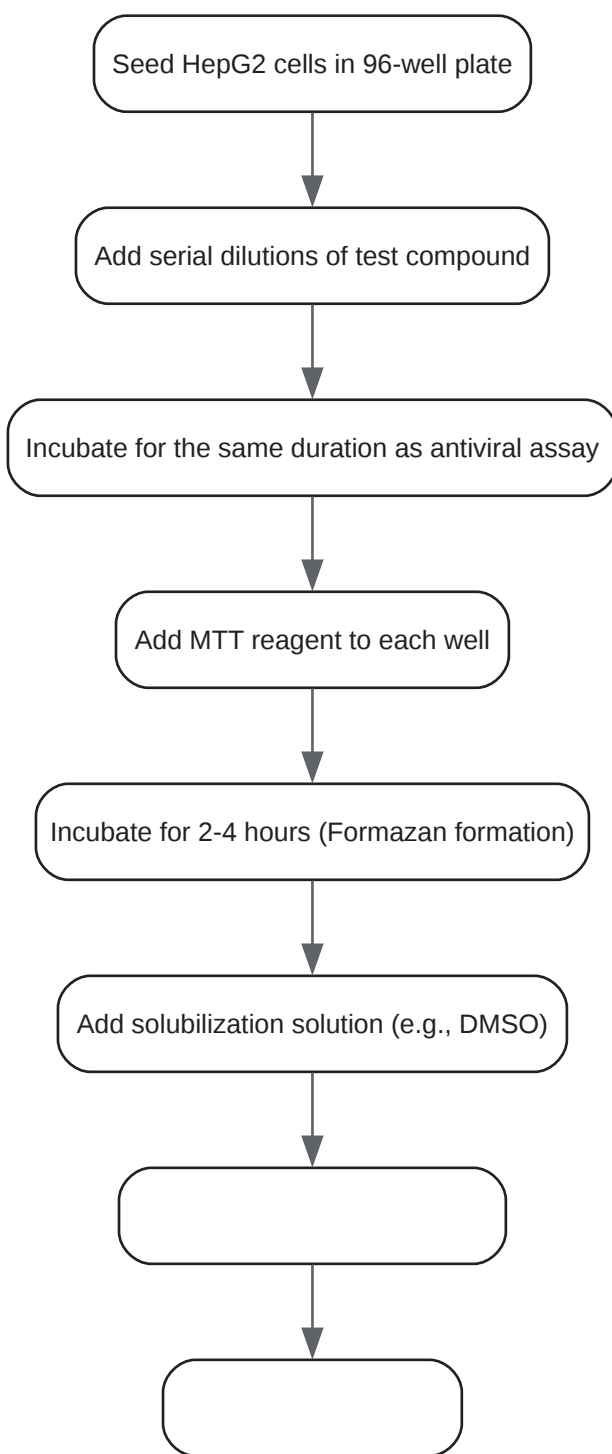 Seed HepG2 cells in 96-well plate
Add serial dilutions of test compound
Incubate for the same duration as antiviral assay
Add MTT reagent to each well
Incubate for 2-4 hours (Formazan formation)
Add solubilization solution (e.g., DMSO)